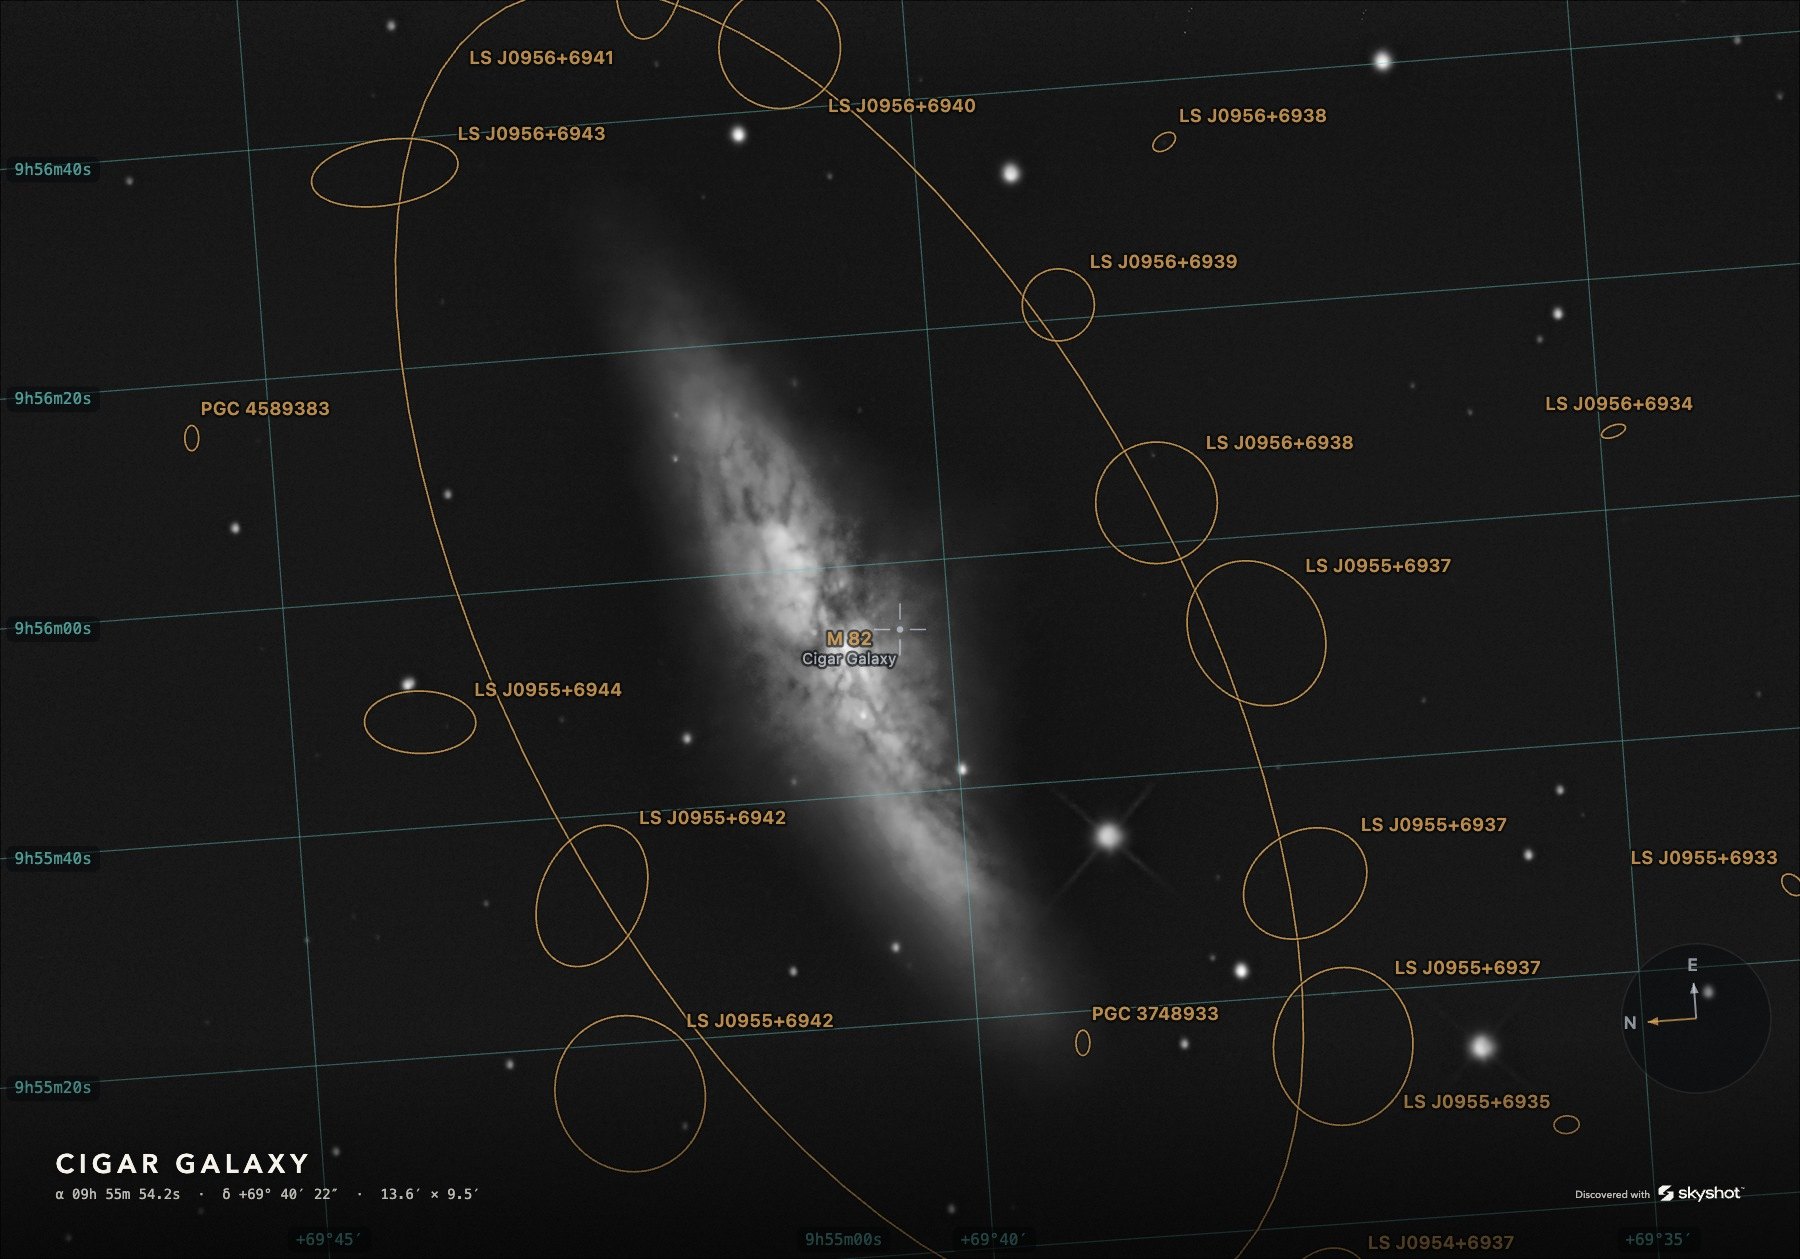 LS J0956+6941
LS J0956+6940
LS J0956+6938
LS J0956+6943
9h56m40s
LS J0956+6939
9h56m20s
PGC 4589383
LS J0956+6934
LS J0956+6938
LS J0955+6937
9h56m00s
M 82
Cigar Galaxy
LS J0955+6944
LS J0955+6942
LS J0955+6937
9h55m40s
LS J0955+6933
LS J0955+6937
E
N
PGC 3748933
LS J0955+6942
9h55m20s
LS J0955+6935
CIGAR GALAXY
α 09h 55m 54.2s · δ +69° 40′ 22″ · 13.6′ × 9.5′
Discovered with skyshot™
+69°45′
9h55m00s
+69°40′
LS J0954+6937
+69°35′